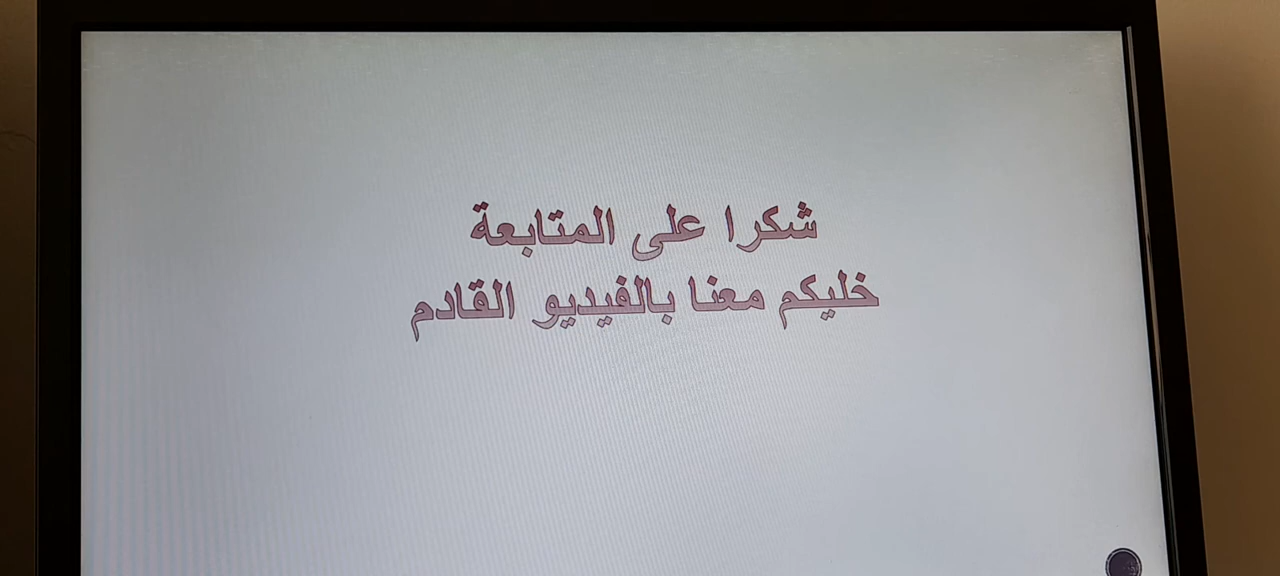 شكرا على المتابعة
خليكم معنا بالفيديو القادم